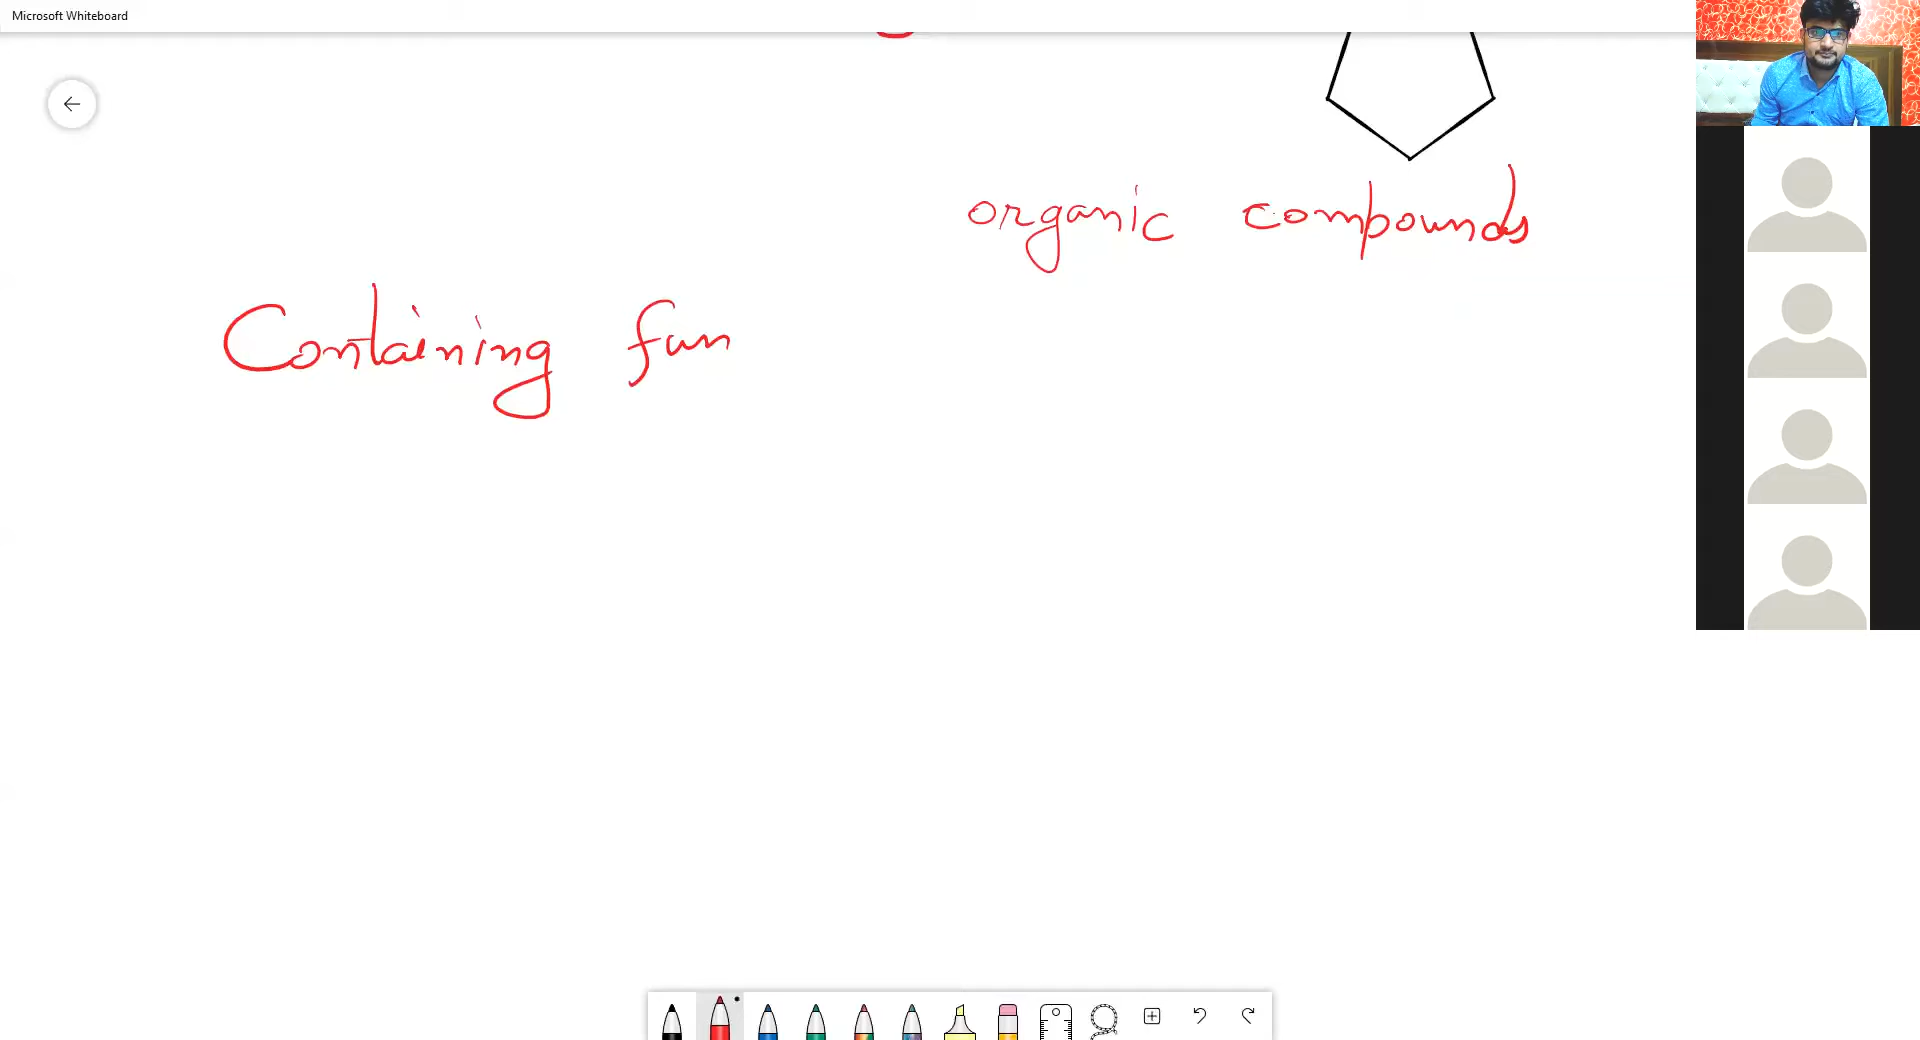 Microsoft Whiteboard
organic compounds
Containing fun